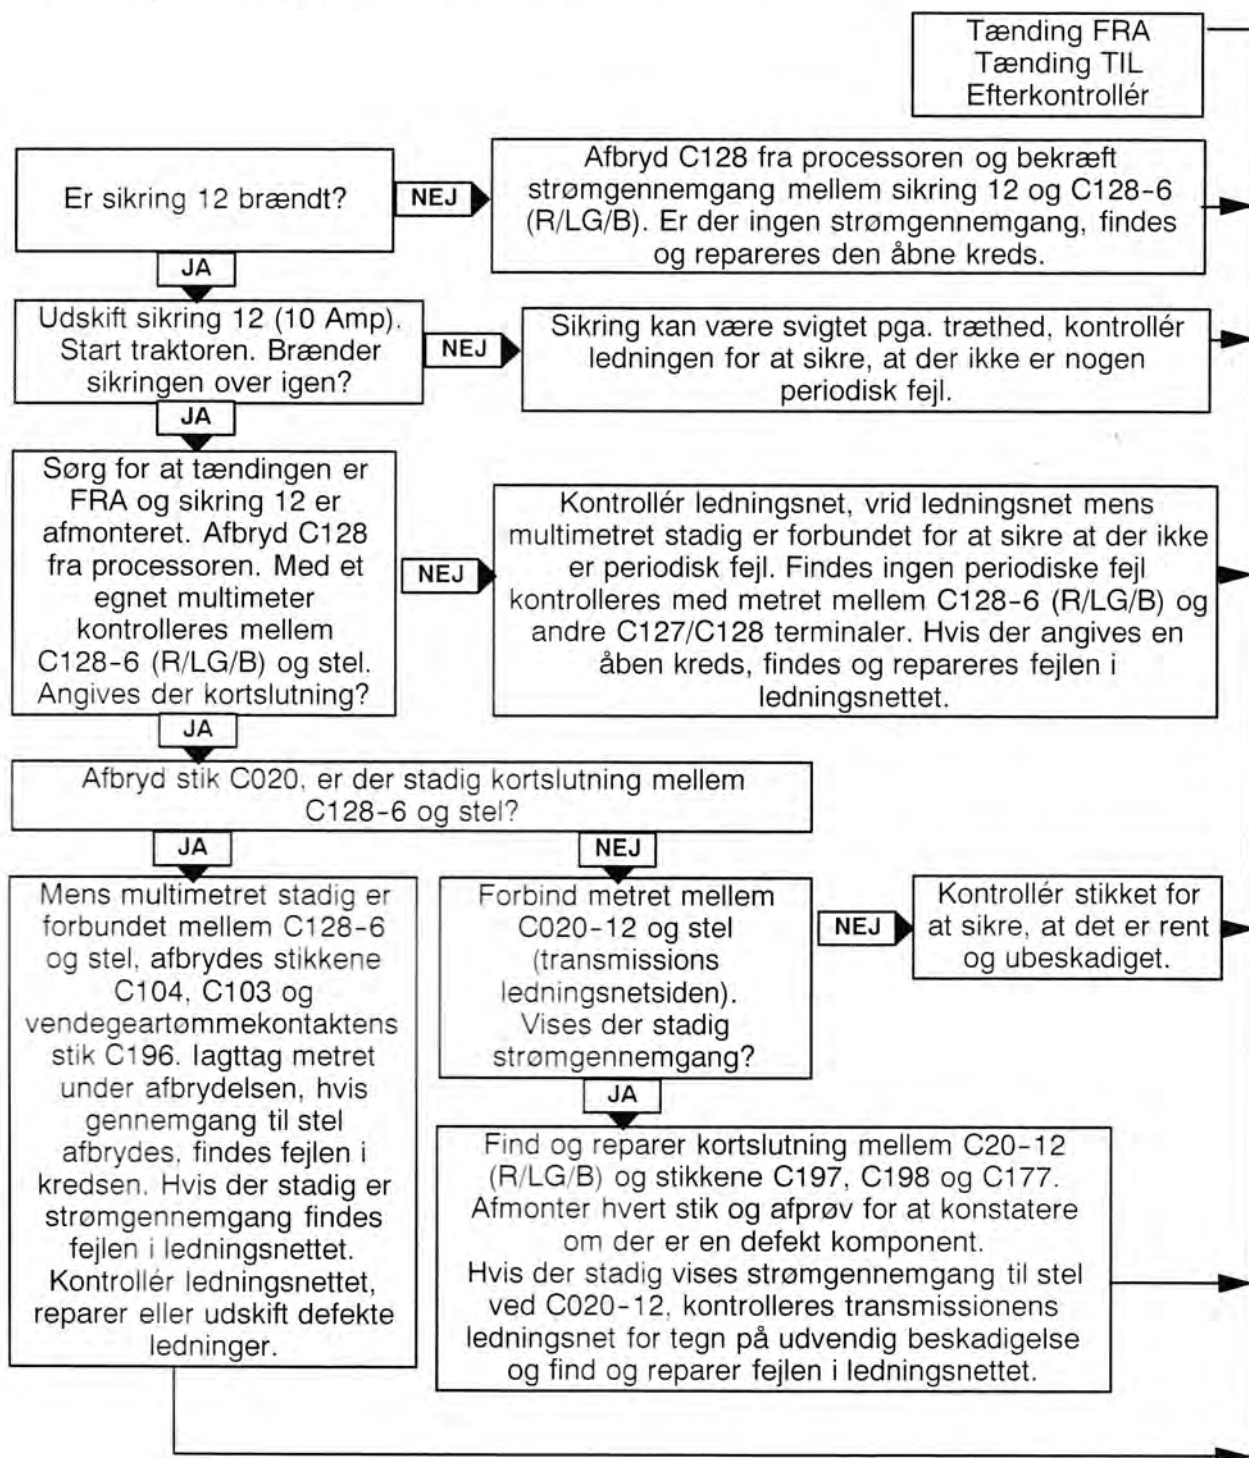 Tænding FRA
Tænding TIL
Efterkontrollér
Er sikring 12 brændt?
NEJ
Afbryd C128 fra processoren og bekræft
strømgennemgang mellem sikring 12 og C128-6
(R/LG/B). Er der ingen strømgennemgang, findes
og repareres den åbne kreds.
JA
Udskift sikring 12 (10 Amp).
Start traktoren. Brænder
sikringen over igen?
NEJ
Sikring kan være svigtet pga. træthed, kontrollér
ledningen for at sikre, at der ikke er nogen
periodisk fejl.
JA
Sørg for at tændingen er
FRA og sikring 12 er
afmonteret. Afbryd C128
fra processoren. Med et
egnet multimeter
kontrolleres mellem
C128-6 (R/LG/B) og stel.
Angives der kortslutning?
NEJ
Kontrollér ledningsnet, vrid ledningsnet mens
multimetret stadig er forbundet for at sikre at der ikke
er periodisk fejl. Findes ingen periodiske fejl
kontrolleres med metret mellem C128-6 (R/LG/B) og
andre C127/C128 terminaler. Hvis der angives en
åben kreds, findes og repareres fejlen i
ledningsnettet.
JA
Afbryd stik C020, er der stadig kortslutning mellem
C128-6 og stel?
JA
NEJ
Mens multimetret stadig er
forbundet mellem C128-6
og stel, afbrydes stikkene
C104, C103 og
vendegeartømmekontaktens
stik C196. Iagttag metret
under afbrydelsen, hvis
gennemgang til stel
afbrydes, findes fejlen i
kredsen. Hvis der stadig er
strømgennemgang findes
fejlen i ledningsnettet.
Kontrollér ledningsnettet,
reparer eller udskift defekte
ledninger.
Forbind metret mellem
C020-12 og stel
(transmissions
ledningsnetsiden).
Vises der stadig
strømgennemgang?
NEJ
Kontrollér stikket for
at sikre, at det er rent
og ubeskadiget.
JA
Find og reparer kortslutning mellem C20-12
(R/LG/B) og stikkene C197, C198 og C177.
Afmonter hvert stik og afprøv for at konstatere
om der er en defekt komponent.
Hvis der stadig vises strømgennemgang til stel
ved C020-12, kontrolleres transmissionens
ledningsnet for tegn på udvendig beskadigelse
og find og reparer fejlen i ledningsnettet.